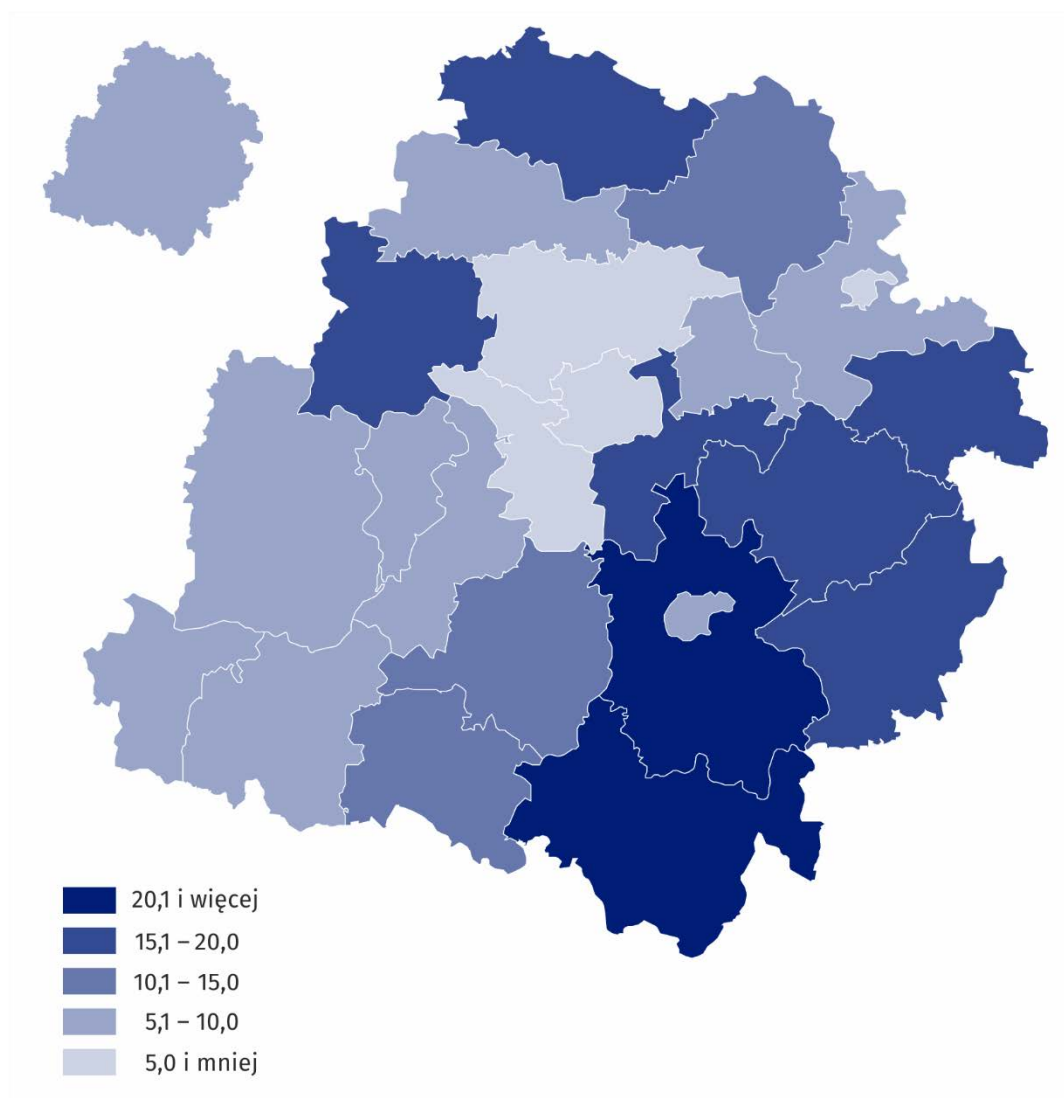 20,1 i więcej
15,1 – 20,0
10,1 – 15,0
5,1 – 10,0
5,0 i mniej